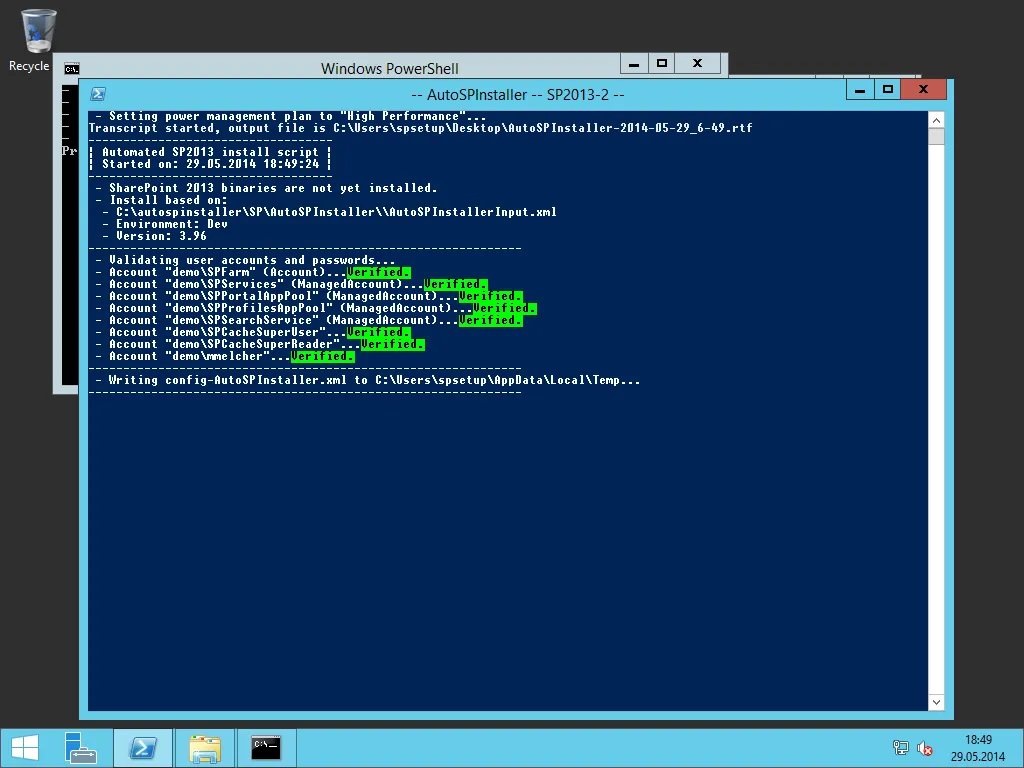 Recycle
Windows PowerShell
-- AutoSPInstaller -- SP2013-2 --
Pr
- Setting power management plan to "High Performance"...
Transcript started, output file is C:\Users\spsetup\Desktop\AutoSPInstaller-2014-05-29_6-49.rtf
-----------------------------------
| Automated SP2013 install script |
| Started on: 29.05.2014 18:49:24 |
-----------------------------------
- SharePoint 2013 binaries are not yet installed.
- Install based on:
- C:\autospinstaller\SP\AutoSPInstaller\\AutoSPInstallerInput.xml
- Environment: Dev
- Version: 3.96
--------------------------------------------------------------
- Validating user accounts and passwords...
- Account "demo\SPFarm" (Account)...Verified.
- Account "demo\SPServices" (ManagedAccount)...Verified.
- Account "demo\SPPortalAppPool" (ManagedAccount)...Verified.
- Account "demo\SPProfilesAppPool" (ManagedAccount)...Verified.
- Account "demo\SPSearchService" (ManagedAccount)...Verified.
- Account "demo\SPCacheSuperUser"...Verified.
- Account "demo\SPCacheSuperReader"...Verified.
- Account "demo\mmelcher"...Verified.
--------------------------------------------------------------
- Writing config-AutoSPInstaller.xml to C:\Users\spsetup\AppData\Local\Temp...
--------------------------------------------------------------
18:49
29.05.2014